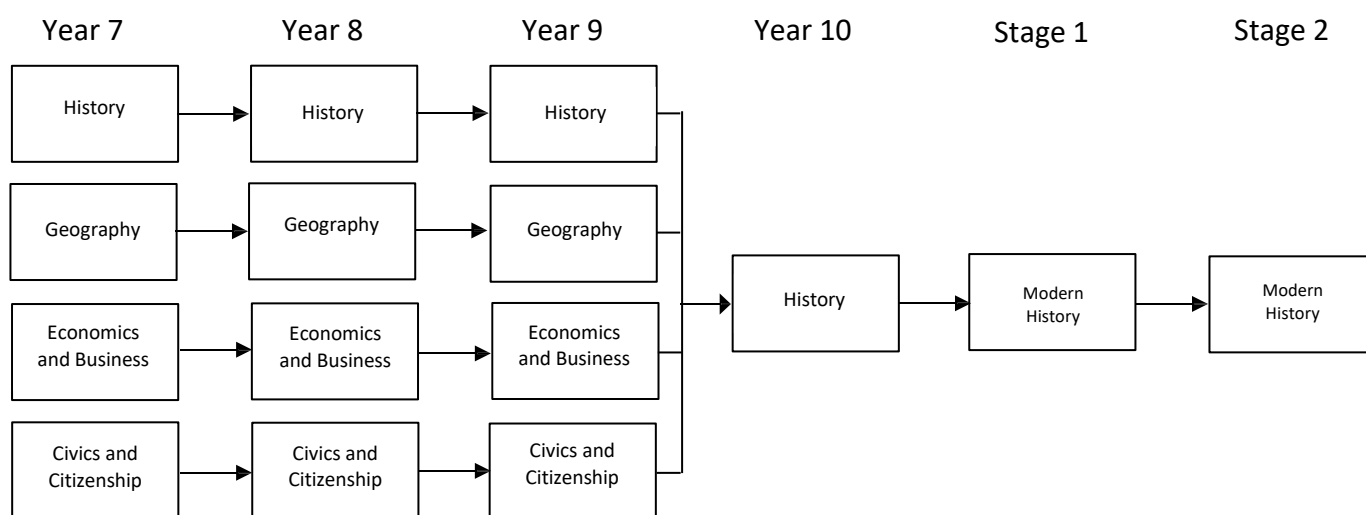 Year 7 Year 8 Year 9 Year 10 Stage 1 Stage 2
History History History
Geography Geography Geography
History
Modern
History
Modern
History
Economics
and Business
Economics
and Business
Economics
and Business
Civics and
Citizenship
Civics and
Citizenship
Civics and
Citizenship